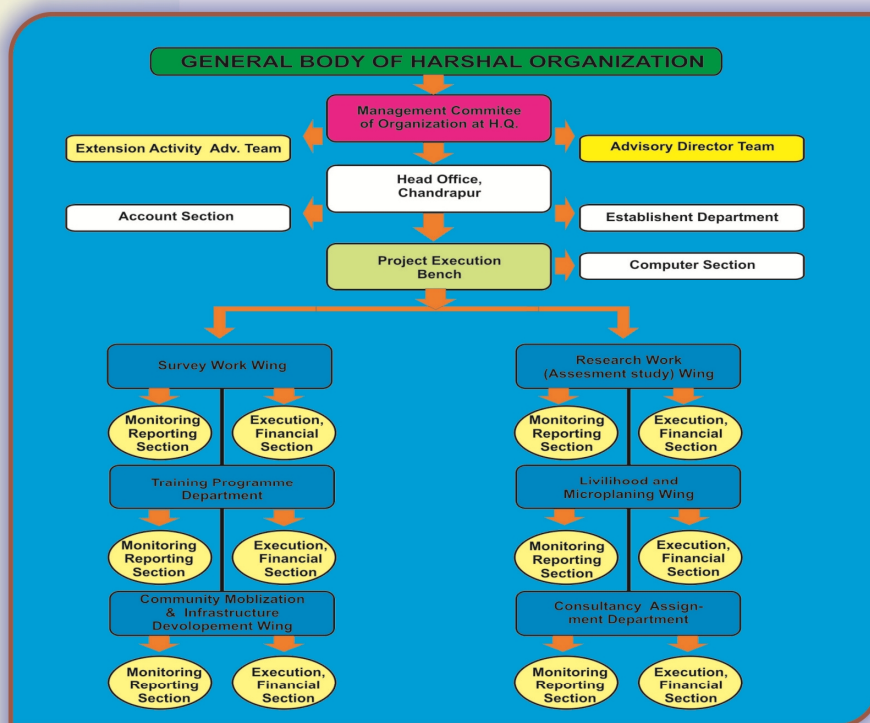 GENERAL BODY OF HARSHAL ORGANIZATION
Management Commitee
of Organization at H.Q.
Extension Activity Adv. Team
Advisory Director Team
Head Office,
Chandrapur
Account Section
Establishent Department
Project Execution
Bench
Computer Section
Survey Work Wing
Research Work
(Assesment study) Wing
Monitoring
Reporting
Section
Execution,
Financial
Section
Monitoring
Reporting
Section
Execution,
Financial
Section
Training Programme
Department
Livilihood and
Microplaning Wing
Monitoring
Reporting
Section
Execution,
Financial
Section
Monitoring
Reporting
Section
Execution,
Financial
Section
Community Moblization
& Infrastructure
Devolopement Wing
Consultancy Assign-
ment Department
Monitoring
Reporting
Section
Execution,
Financial
Section
Monitoring
Reporting
Section
Execution,
Financial
Section